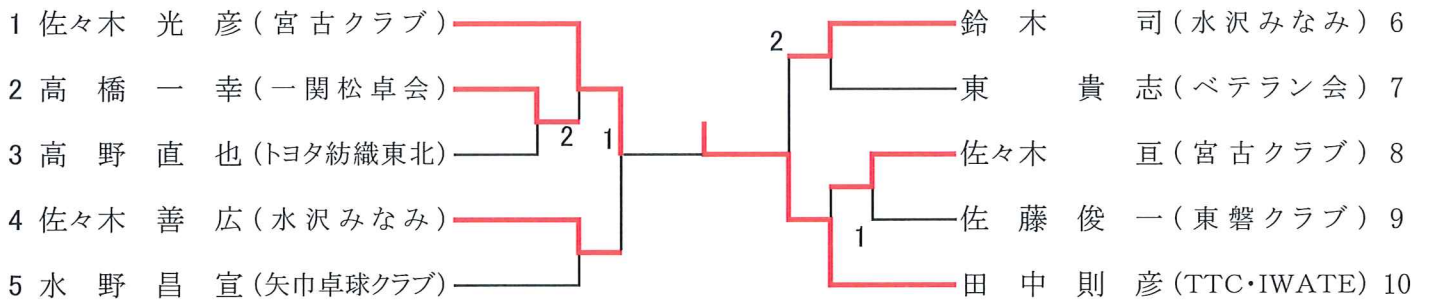 1 佐々木 光彦(宮古クラブ)
2 高橋一幸(一関松卓会)
2
1
3 高野直也(トヨタ紡織東北)
4 佐々木善広(水沢みなみ)
5 水野昌宣(矢巾卓球クラブ)
鈴木 司(水沢みなみ) 6
2
東 貴志(ベテラン会) 7
佐々木 亘(宮古クラブ) 8
佐藤俊一(東磐クラブ) 9
1
田中則彦(TTC・IWATE) 10